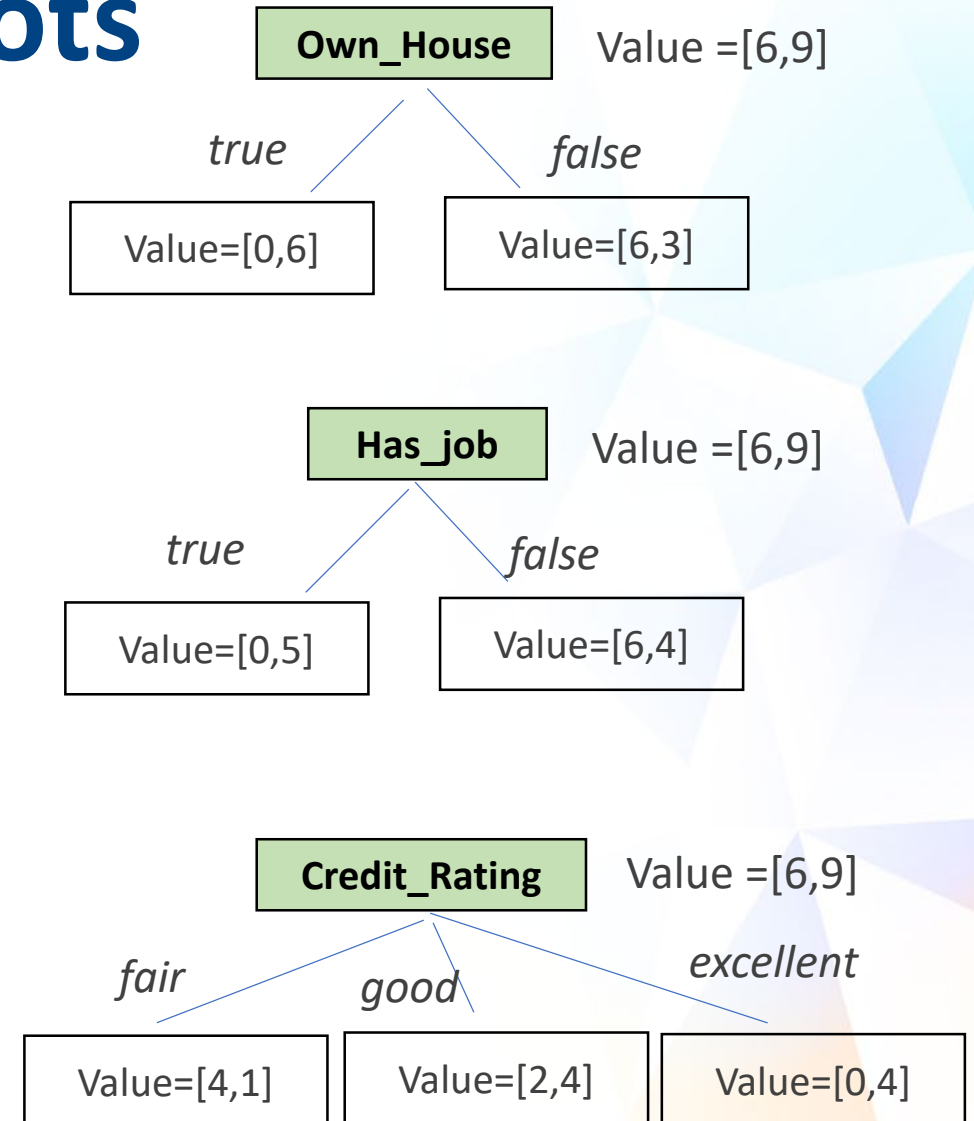 ots
Own_House Value =[6,9]
true false
Value=[0,6] Value=[6,3]
Has_job Value =[6,9]
true false
Value=[0,5] Value=[6,4]
Credit_Rating Value =[6,9]
fair good excellent
Value=[4,1] Value=[2,4] Value=[0,4]